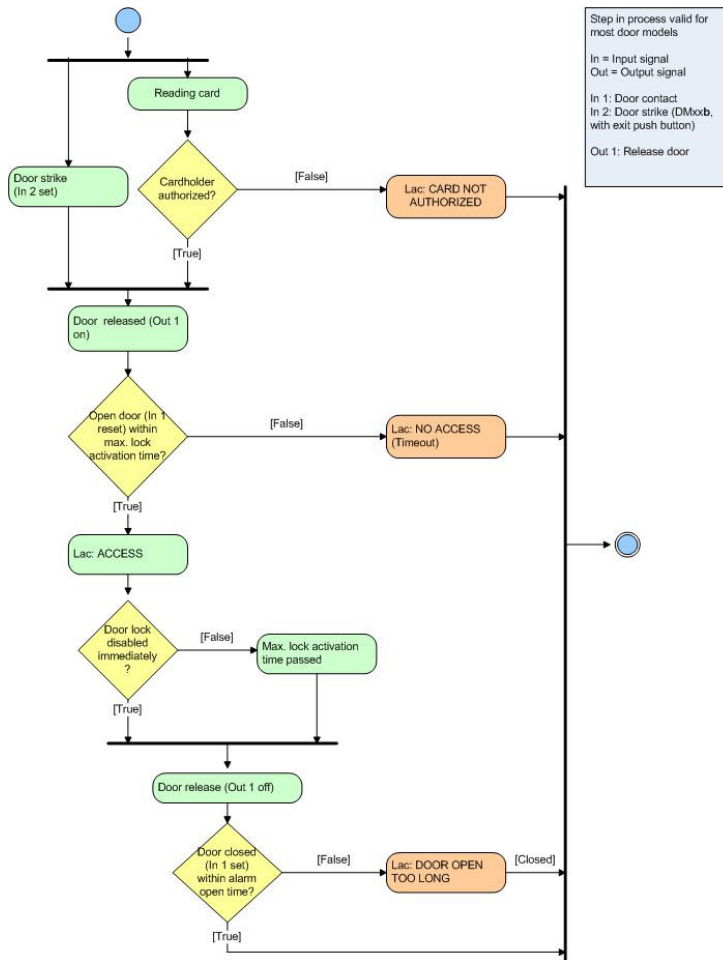 Step in process valid for
most door models
In = Input signal
Out = Output signal
In 1: Door contact
In 2: Door strike (DMxxb,
with exit push button)
Out 1: Release door
Reading card
Door strike
(In 2 set)
Cardholder
authorized?
[False]
Lac: CARD NOT
AUTHORIZED
[True]
Door  released (Out 1
on)
Open door (In 1
reset) within
max. lock
activation time?
[False]
Lac: NO ACCESS
(Timeout)
[True]
Lac: ACCESS
Door lock
disabled
immediately
?
[False]
Max. lock activation
time passed
[True]
Door release (Out 1 off)
Door closed
(In 1 set)
within alarm
open time?
[False]
Lac: DOOR OPEN
TOO LONG
[Closed]
[True]